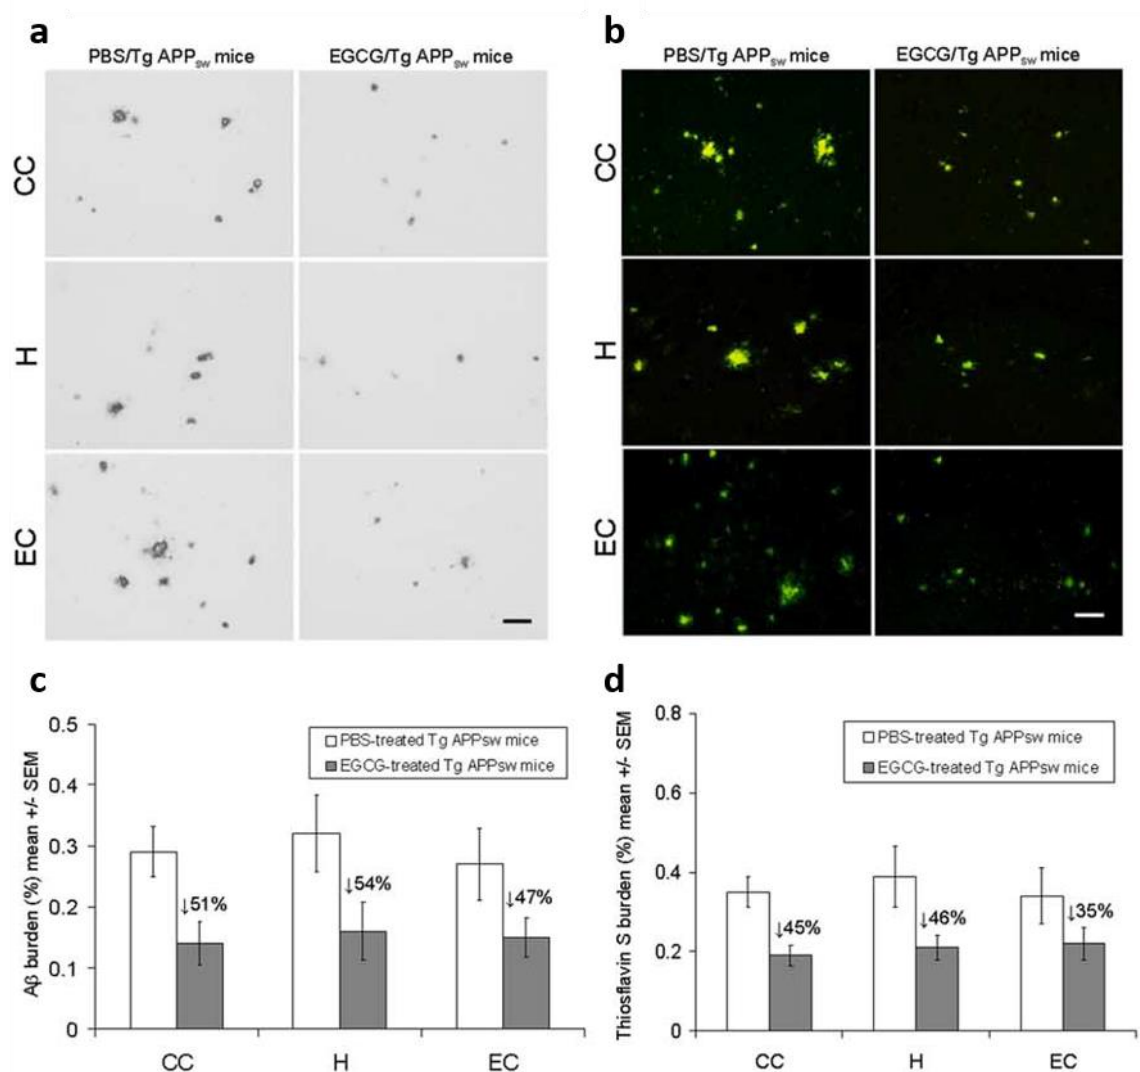 a
PBS/Tg APPsw mice
EGCG/Tg APPsw mice
CC
H
EC
b
PBS/Tg APPsw mice
EGCG/Tg APPsw mice
CC
H
EC
c
Aβ burden (%) mean +/- SEM
0.5
0.4
0.3
0.2
0.1
0
PBS-treated Tg APPsw mice
EGCG-treated Tg APPsw mice
↓51%
↓54%
↓47%
CC
H
EC
d
Thiosflavin S burden (%) mean +/- SEM
0.8
0.6
0.4
0.2
0
PBS-treated Tg APPsw mice
EGCG-treated Tg APPsw mice
↓45%
↓46%
↓35%
CC
H
EC